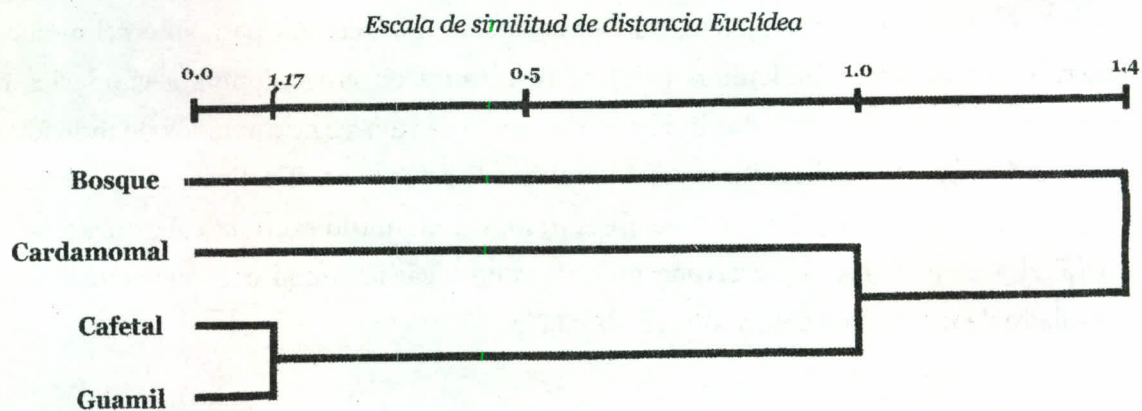 Escala de similitud de distancia Euclídea
0.0 1.17 0.5 1.0 1.4
Bosque
Cardamomal
Cafetal
Guamil